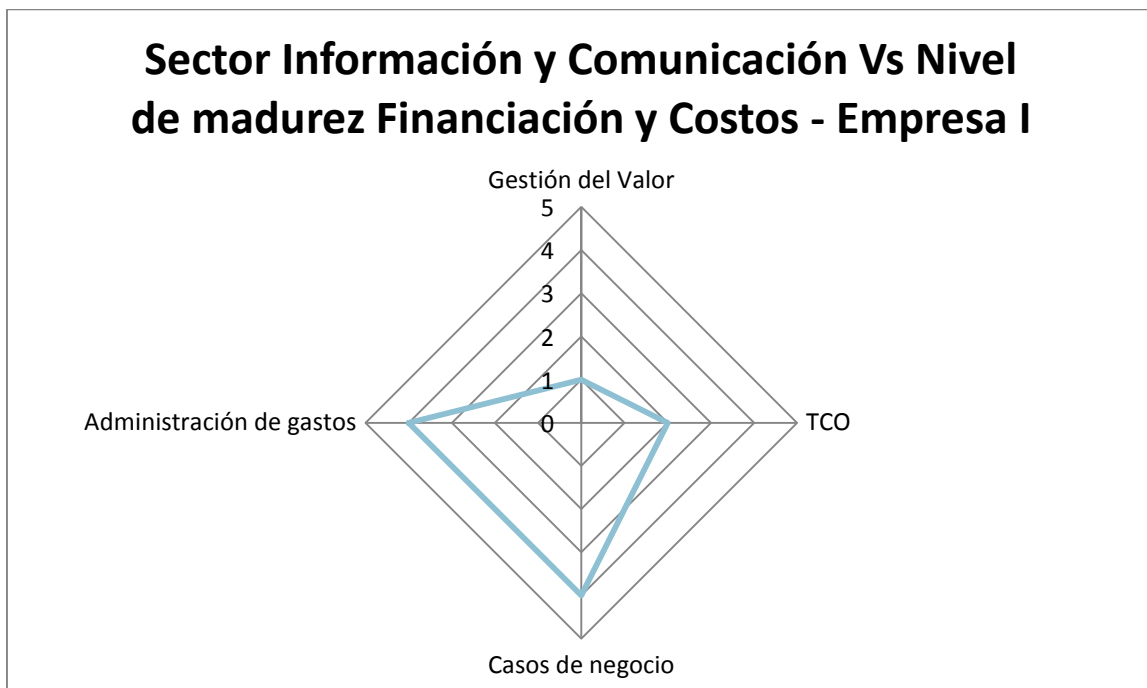 Sector Información y Comunicación Vs Nivel
de madurez Financiación y Costos - Empresa I
Gestión del Valor
5
4
3
2
1
0
Administración de gastos
TCO
Casos de negocio